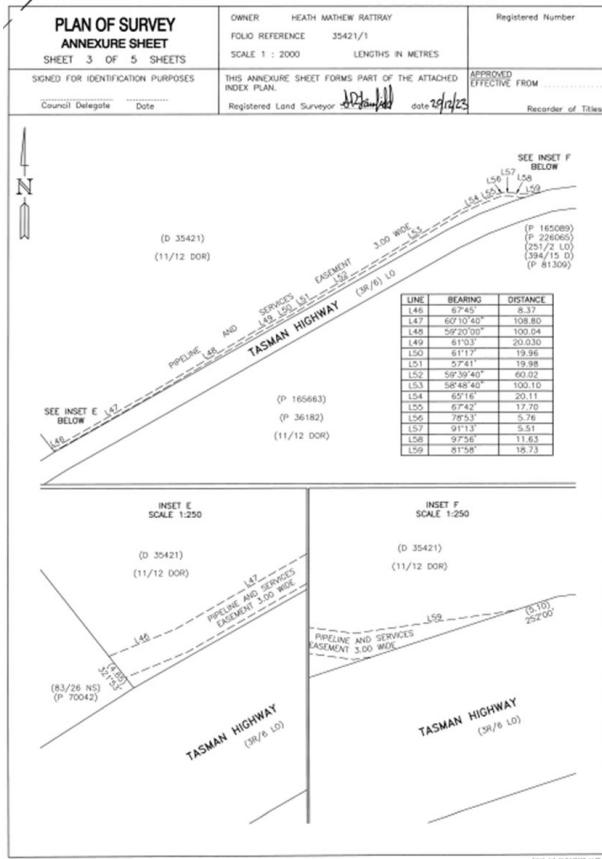 PLAN OF SURVEY
ANNEXURE SHEET
SHEET 3 OF 5 SHEETS
OWNER HEATH MATHEW RATTRAY
FOLIO REFERENCE 35421/1
SCALE 1 : 2000 LENGTHS IN METRES
Registered Number
SIGNED FOR IDENTIFICATION PURPOSES
Council Delegate Date
THIS ANNEXURE SHEET FORMS PART OF THE ATTACHED
INDEX PLAN.
Registered Land Surveyor date 29/12/23
APPROVED
EFFECTIVE FROM
Recorder of Titles
N
SEE INSET F
BELOW
L57
L56 L58
L54 L55 L59
(D 35421)
(11/12 DOR)
PIPELINE AND SERVICES EASEMENT 3.00 WIDE
L46 L47 L48 L49 L50 L51 L52 L53
TASMAN HIGHWAY (3R/6) LO
(P 165089)
(P 226065)
(251/2 LO)
(394/15 D)
(P 81309)
(P 165663)
(P 36182)
(11/12 DOR)
SEE INSET E
BELOW
LINE BEARING DISTANCE
L46 67°45' 8.37
L47 60°10'40" 108.80
L48 59°20'00" 100.04
L49 61°03' 20.030
L50 61°17' 19.96
L51 57°41' 19.98
L52 59°39'40" 60.02
L53 58°48'40" 100.10
L54 65°16' 20.11
L55 67°42' 17.70
L56 78°53' 5.76
L57 91°13' 5.51
L58 97°56' 11.63
L59 81°58' 18.73
INSET E
SCALE 1:250
(D 35421)
(11/12 DOR)
L47
L46
PIPELINE AND SERVICES
EASEMENT 3.00 WIDE
(4.65)
321°53'
(83/26 NS)
(P 70042)
TASMAN HIGHWAY
(3R/6 LO)
INSET F
SCALE 1:250
(D 35421)
(11/12 DOR)
L59
(5.10)
252°00'
PIPELINE AND SERVICES
EASEMENT 3.00 WIDE
TASMAN HIGHWAY
(3R/6 LO)